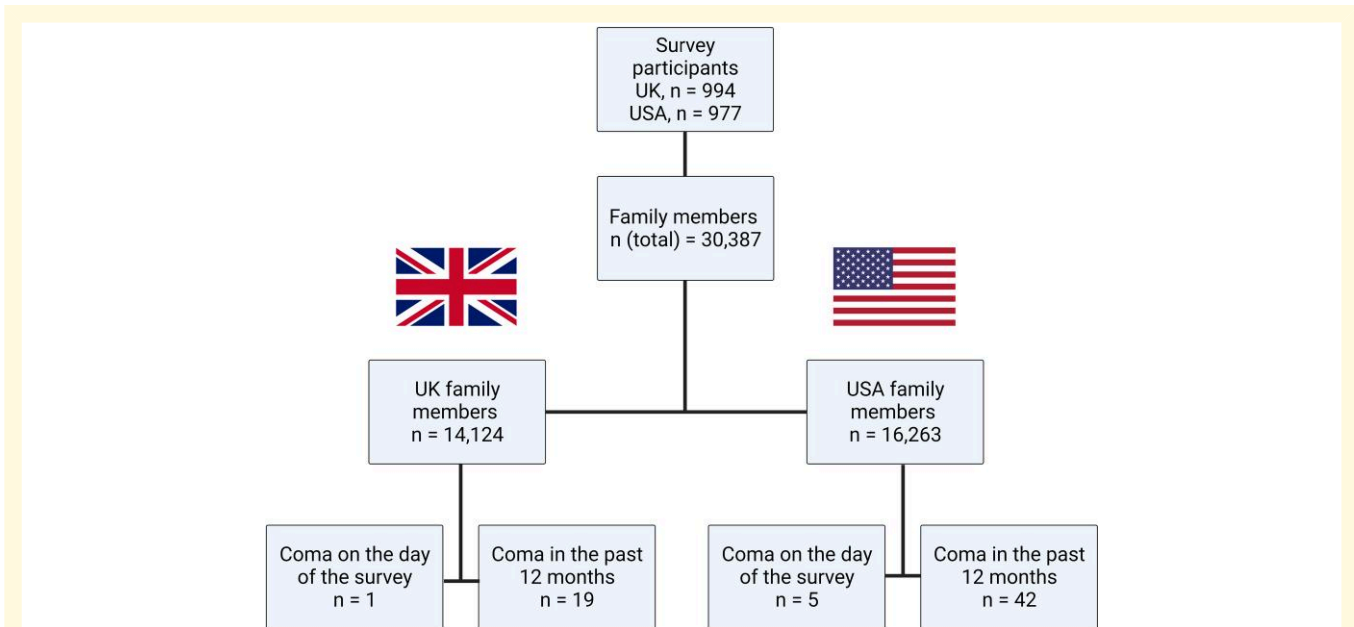 Survey
participants
UK, n = 994
USA, n = 977
Family members
n (total) = 30,387
UK family
members
n = 14,124
USA family
members
n = 16,263
Coma on the day
of the survey
n = 1
Coma in the past
12 months
n = 19
Coma on the day
of the survey
n = 5
Coma in the past
12 months
n = 42